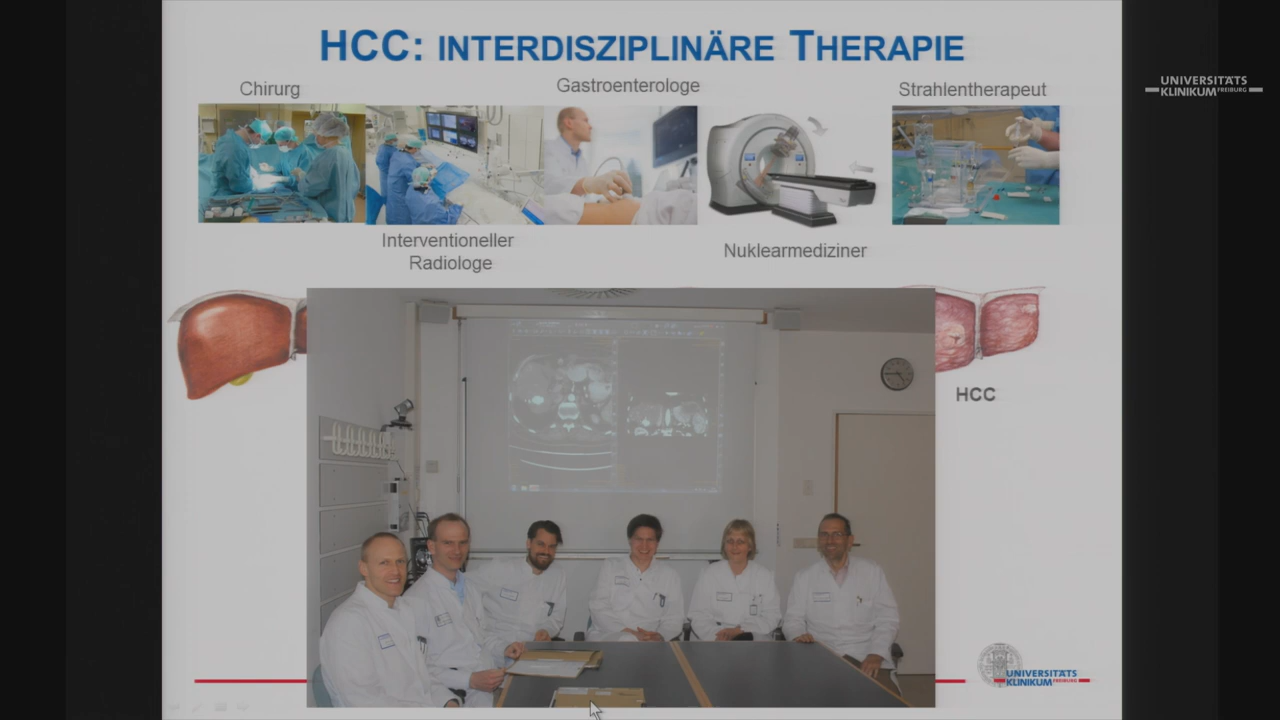 HCC: INTERDISZIPLINÄRE THERAPIE
Chirurg
Gastroenterologe
Strahlentherapeut
UNIVERSITÄTS
KLINIKUM FREIBURG
Interventioneller
Radiologe
Nuklearmediziner
HCC
UNIVERSITÄTS
KLINIKUM FREIBURG